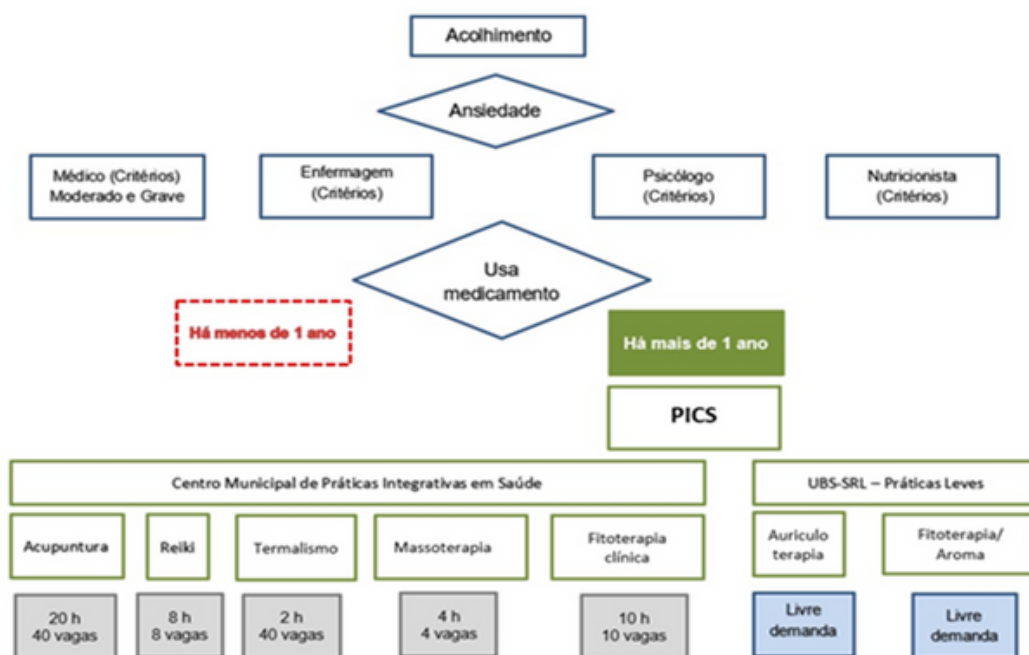 Acolhimento
Ansiedade
Médico (Critérios)
Moderado e Grave
Enfermagem
(Critérios)
Psicólogo
(Critérios)
Nutricionista
(Critérios)
Usa
medicamento
Há menos de 1 ano
Há mais de 1 ano
PICS
Centro Municipal de Práticas Integrativas em Saúde
UBS-SRL – Práticas Leves
Acupuntura
Reiki
Termalismo
Massoterapia
Fitoterapia
clínica
Auriculo
terapia
Fitoterapia/
Aroma
20 h
40 vagas
8 h
8 vagas
2 h
40 vagas
4 h
4 vagas
10 h
10 vagas
Livre
demanda
Livre
demanda